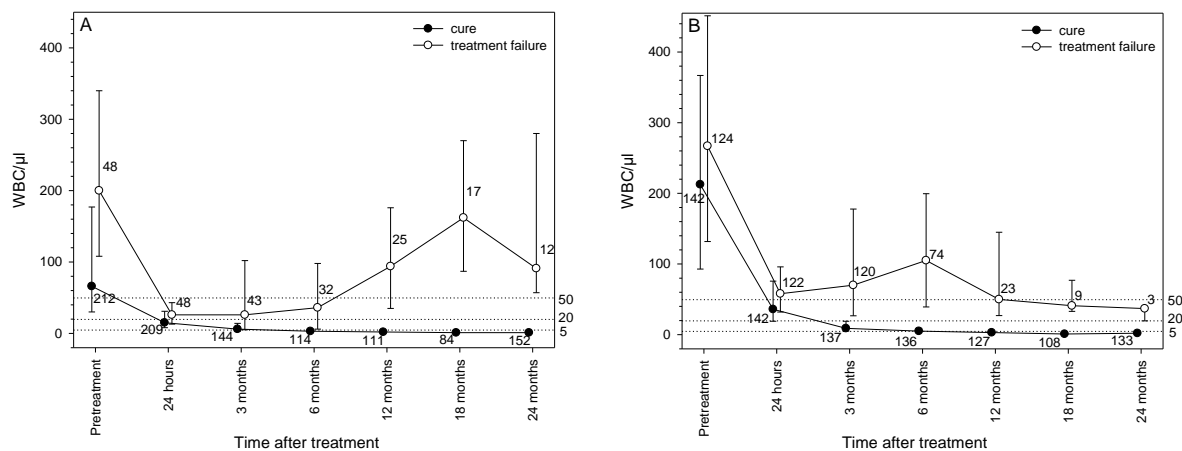 A
cure
treatment failure
400
300
200
100
0
WBC/µl
48
212
48
209
43
144
32
114
25
111
17
84
12
152
50
20
5
Pretreatment
24 hours
3 months
6 months
12 months
18 months
24 months
Time after treatment
B
cure
treatment failure
400
300
200
100
0
WBC/µl
124
142
122
142
120
137
74
136
23
127
9
108
3
133
50
20
5
Pretreatment
24 hours
3 months
6 months
12 months
18 months
24 months
Time after treatment